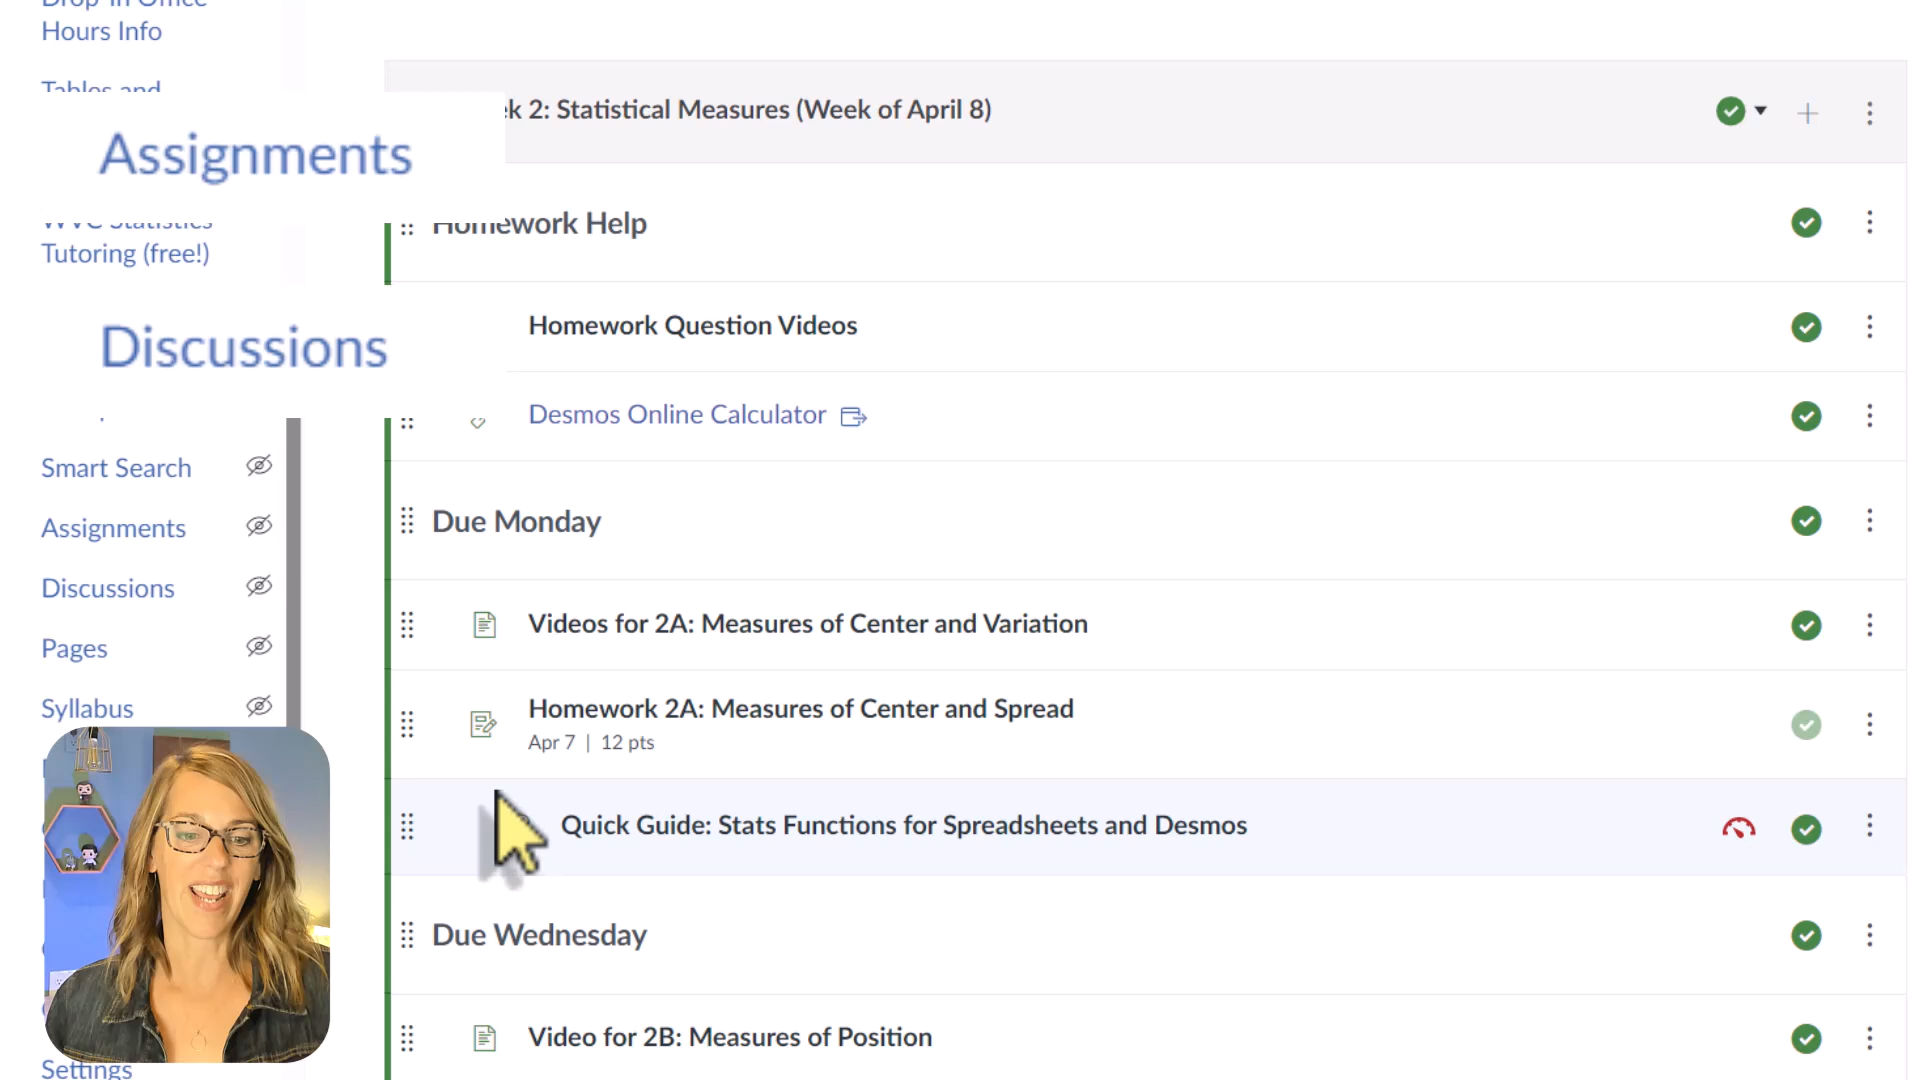 Hours Info
Tables and
Assignments
Tutoring (free!)
Discussions
Smart Search
Assignments
Discussions
Pages
Syllabus
Settings
2: Statistical Measures (Week of April 8)
Homework Help
Homework Question Videos
Desmos Online Calculator
Due Monday
Videos for 2A: Measures of Center and Variation
Homework 2A: Measures of Center and Spread
Apr 7 | 12 pts
Quick Guide: Stats Functions for Spreadsheets and Desmos
Due Wednesday
Video for 2B: Measures of Position